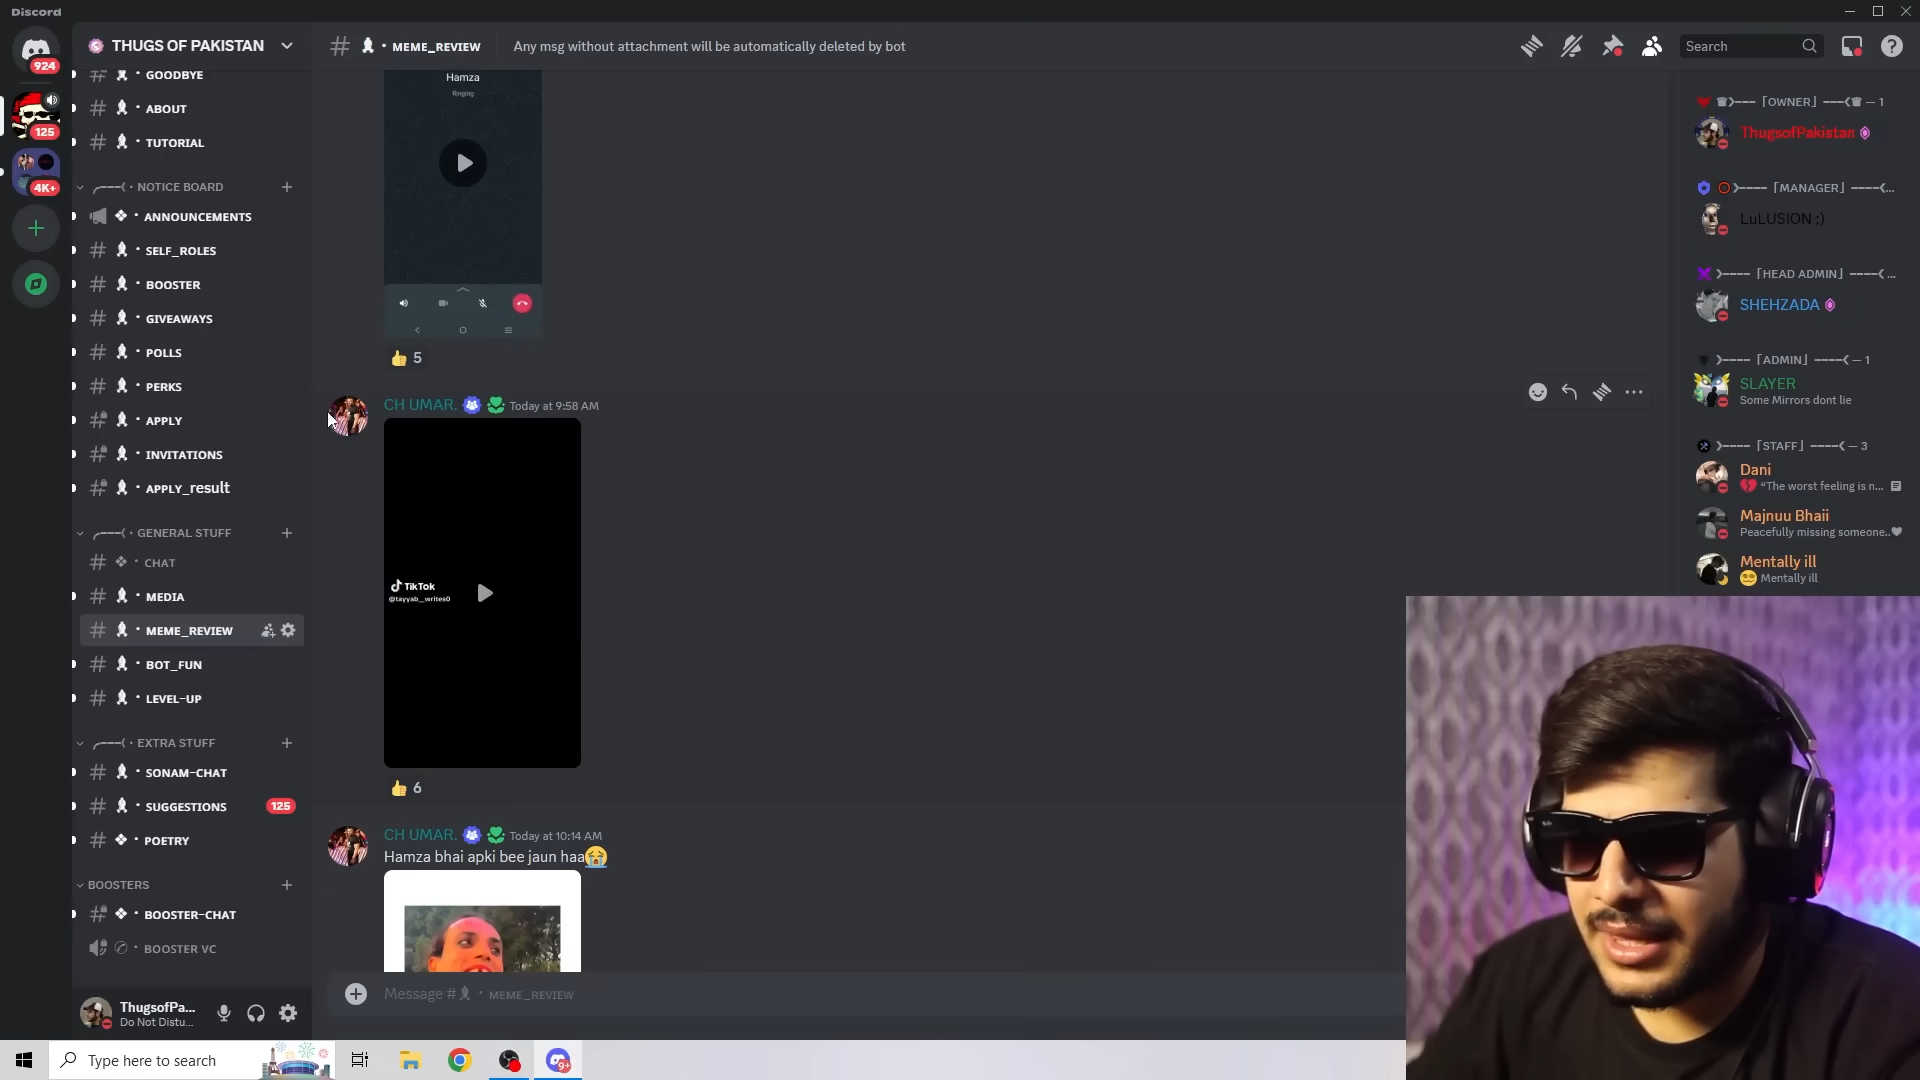 Discord
924
125
4K+
THUGS OF PAKISTAN
GOODBYE
ABOUT
TUTORIAL
NOTICE BOARD
ANNOUNCEMENTS
SELF_ROLES
BOOSTER
GIVEAWAYS
POLLS
PERKS
APPLY
INVITATIONS
APPLY_result
GENERAL STUFF
CHAT
MEDIA
MEME_REVIEW
BOT_FUN
LEVEL-UP
EXTRA STUFF
SONAM-CHAT
SUGGESTIONS 125
POETRY
BOOSTERS
BOOSTER-CHAT
BOOSTER VC
ThugsofPa...
Do Not Distu...
# MEME_REVIEW Any msg without attachment will be automatically deleted by bot
Search
Hamza
Ringing
👍 5
CH UMAR. Today at 9:58 AM
TikTok
@tayyab_writes0
👍 6
CH UMAR. Today at 10:14 AM
Hamza bhai apki bee jaun haa😭
Message # MEME_REVIEW
「OWNER」 — 1
ThugsofPakistan
「MANAGER」 ...
LuLUSION ;)
「HEAD ADMIN」 ...
SHEHZADA
「ADMIN」 — 1
SLAYER
Some Mirrors dont lie
「STAFF」 — 3
Dani
💔 "The worst feeling is n...
Majnuu Bhaii
Peacefully missing someone..
Mentally ill
Mentally ill
Type here to search
9+